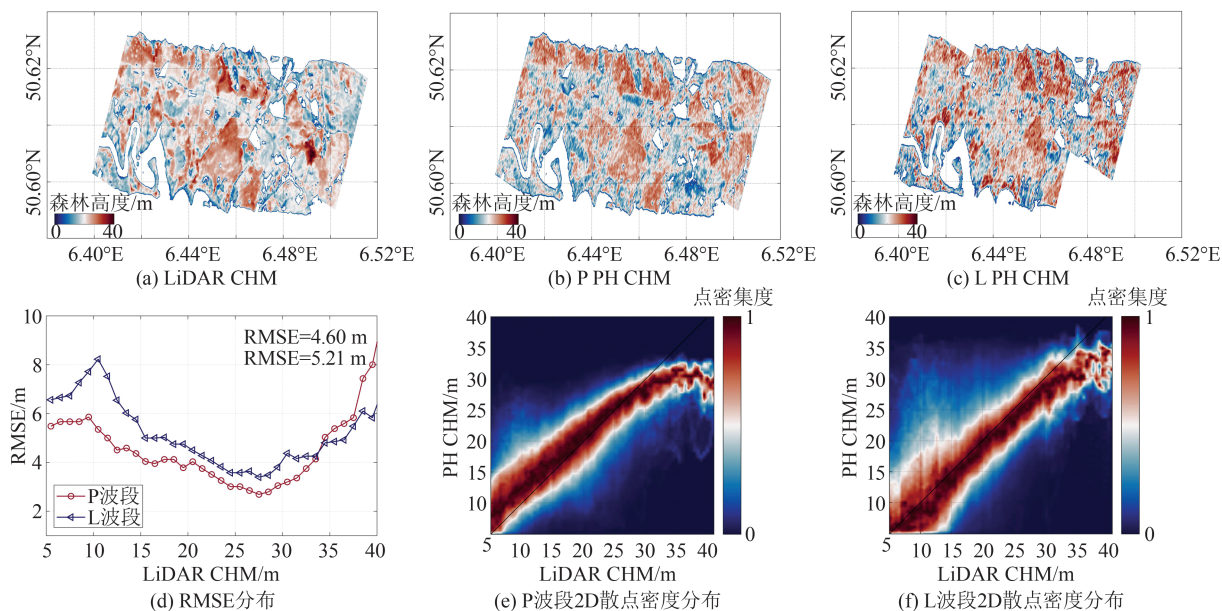 50.62°N
50.60°N
森林高度/m
0 40
6.40°E 6.44°E 6.48°E 6.52°E
(a) LiDAR CHM
50.62°N
50.60°N
森林高度/m
0 40
6.40°E 6.44°E 6.48°E 6.52°E
(b) P PH CHM
50.62°N
50.60°N
森林高度/m
0 40
6.40°E 6.44°E 6.48°E 6.52°E
(c) L PH CHM
RMSE/m
10
8
6
4
2
RMSE=4.60 m
RMSE=5.21 m
P波段
L波段
5 10 15 20 25 30 35 40
LiDAR CHM/m
(d) RMSE分布
点密集度
1
0
PH CHM/m
40
35
30
25
20
15
10
5 10 15 20 25 30 35 40
LiDAR CHM/m
(e) P波段2D散点密度分布
点密集度
1
0
PH CHM/m
40
35
30
25
20
15
10
5
5 10 15 20 25 30 35 40
LiDAR CHM/m
(f) L波段2D散点密度分布